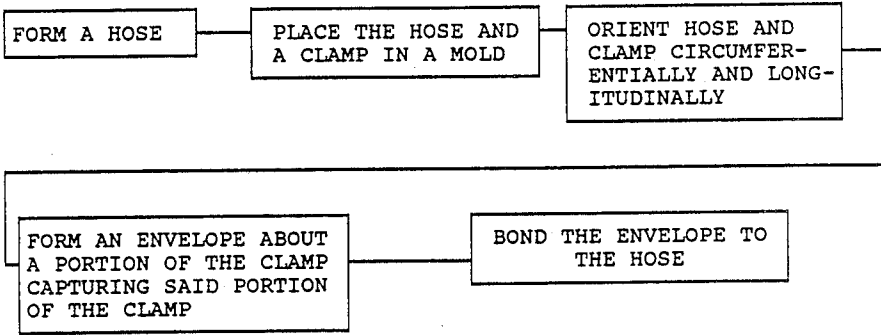 FORM A HOSE
PLACE THE HOSE AND
A CLAMP IN A MOLD
ORIENT HOSE AND
CLAMP CIRCUMFER-
ENTIALLY AND LONG-
ITUDINALLY
FORM AN ENVELOPE ABOUT
A PORTION OF THE CLAMP
CAPTURING SAID PORTION
OF THE CLAMP
BOND THE ENVELOPE TO
THE HOSE